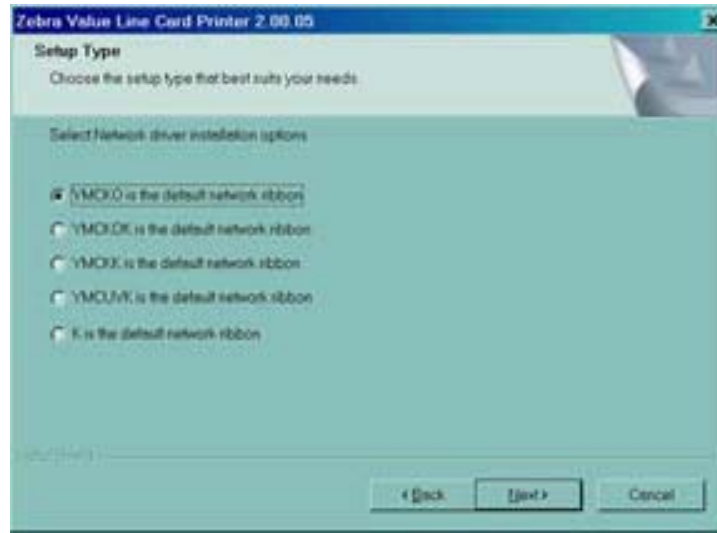 Zebra Value Line Card Printer 2.00.05
Setup Type
Choose the setup type that best suits your needs
Select Network driver installation options
YMCKO is the default network ribbon
YMCKOK is the default network ribbon
YMCKK is the default network ribbon
YMCUVK is the default network ribbon
K is the default network ribbon
< Back
Next >
Cancel